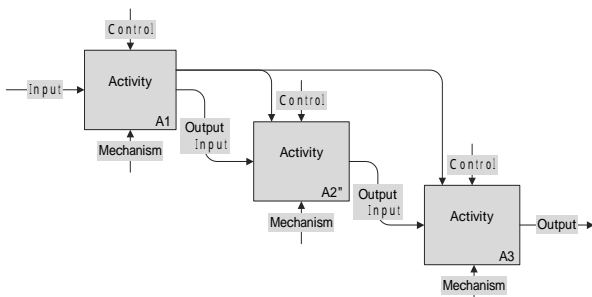 Control
Input
Activity
A1
Mechanism
Output
Input
Control
Activity
A2"
Mechanism
Output
Input
Control
Activity
A3
Mechanism
Output